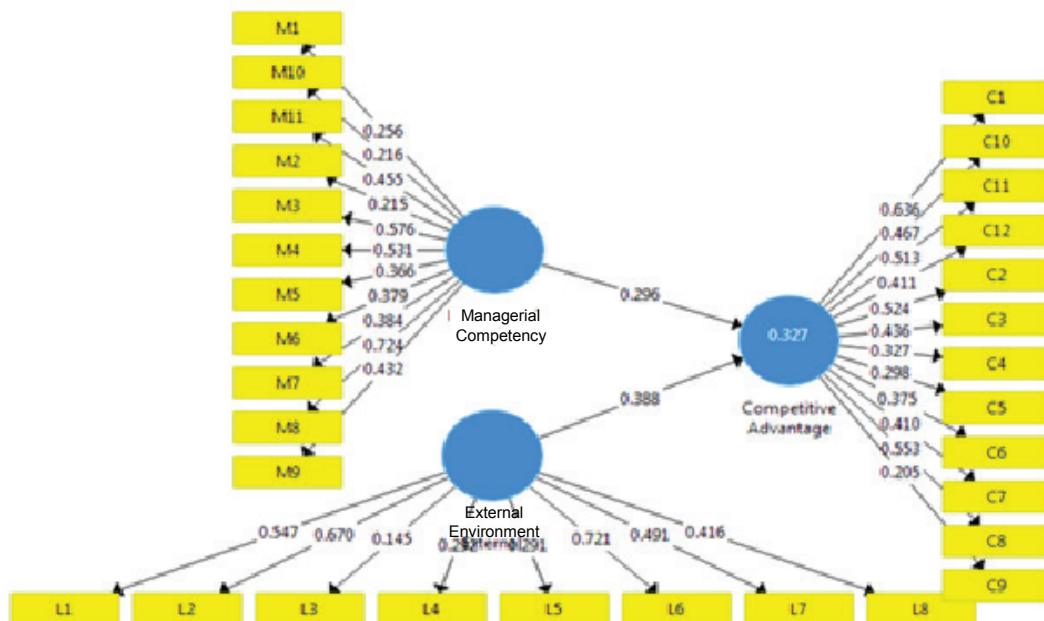 M1
M10
M11
M2
M3
M4
M5
M6
M7
M8
M9
0.256
0.216
0.455
0.215
0.576
0.531
0.366
0.379
0.384
0.724
0.432
Managerial
Competency
0.296
0.388
0.327
Competitive
Advantage
C1
C10
C11
C12
C2
C3
C4
C5
C6
C7
C8
C9
0.636
0.467
0.513
0.411
0.524
0.436
0.327
0.298
0.375
0.410
0.553
0.205
External
Environment
0.547
0.670
0.145
0.291
0.721
0.491
0.416
L1
L2
L3
L4
L5
L6
L7
L8